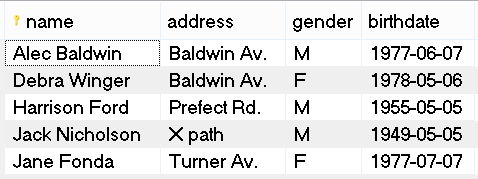 name address gender birthdate
Alec Baldwin Baldwin Av. M 1977-06-07
Debra Winger Baldwin Av. F 1978-05-06
Harrison Ford Prefect Rd. M 1955-05-05
Jack Nicholson X path M 1949-05-05
Jane Fonda Turner Av. F 1977-07-07